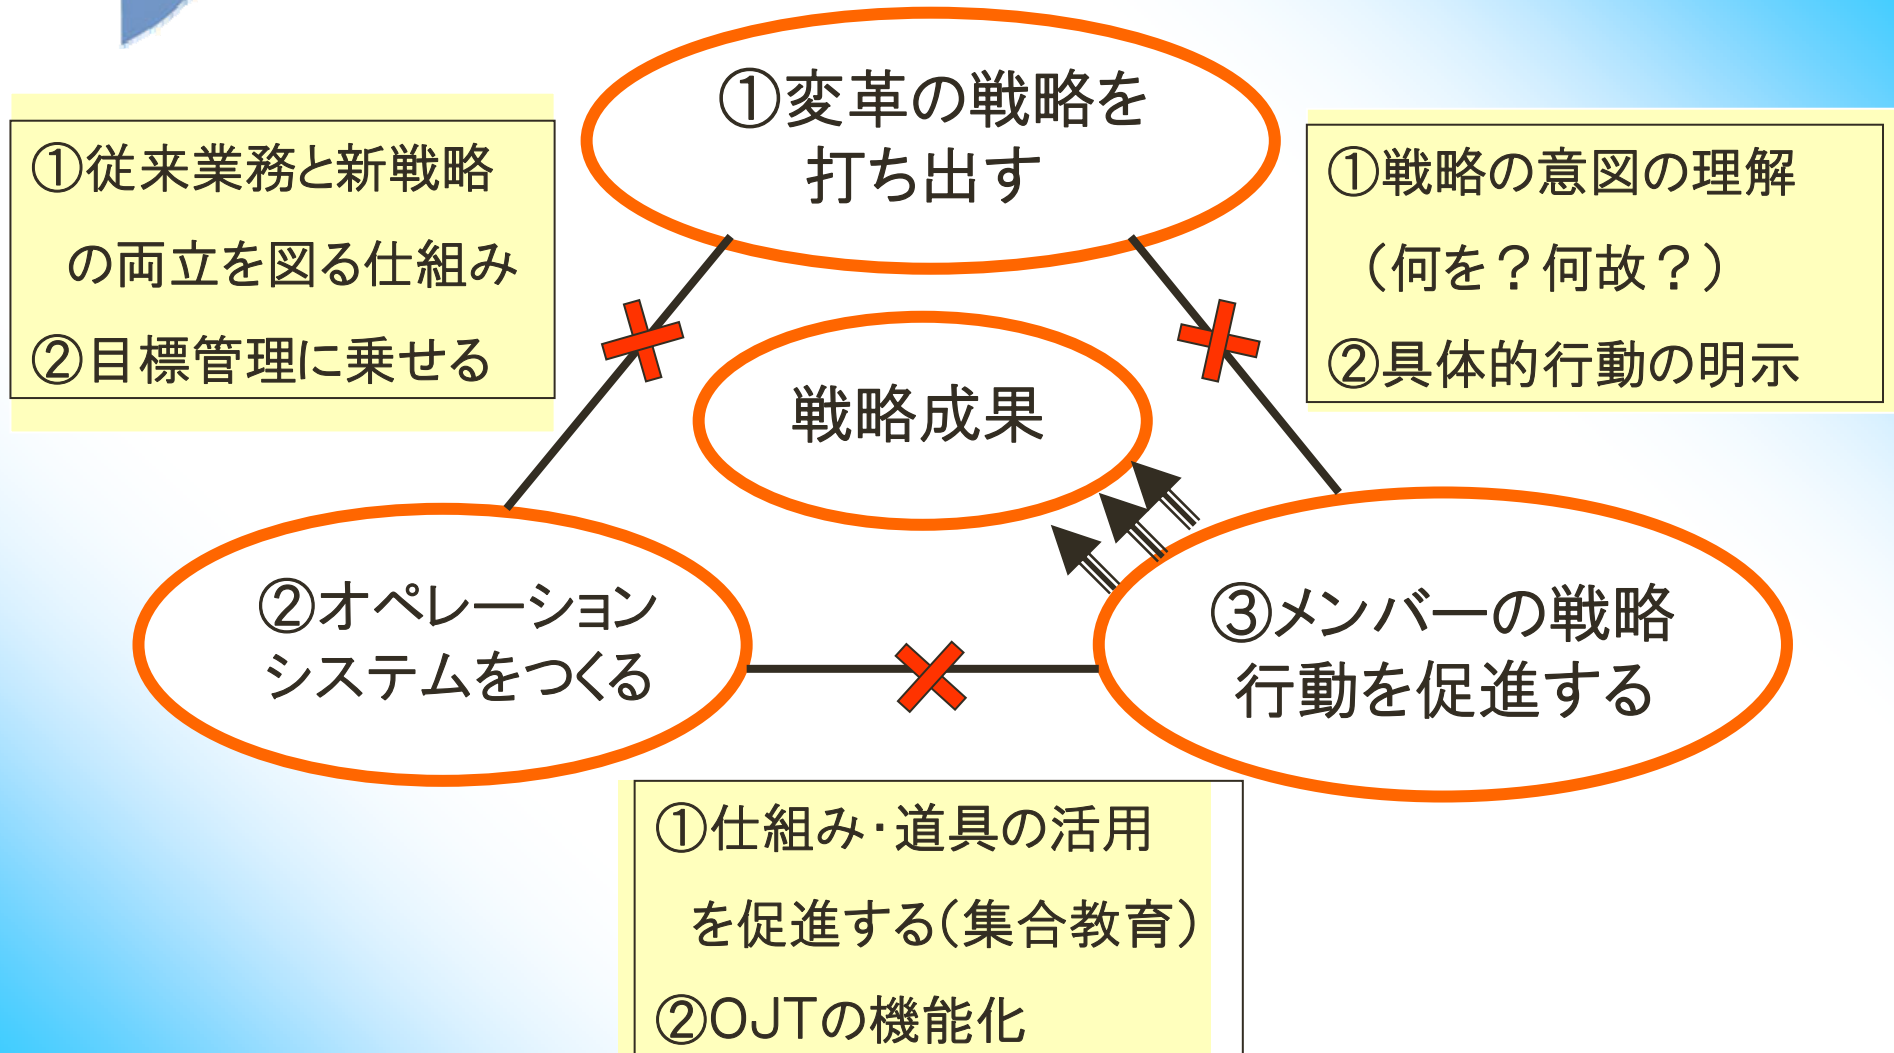 ①変革の戦略を
打ち出す
①従来業務と新戦略
の両立を図る仕組み
②目標管理に乗せる
①戦略の意図の理解
（何を？何故？）
②具体的行動の明示
戦略成果
②オペレーション
システムをつくる
③メンバーの戦略
行動を促進する
①仕組み・道具の活用
を促進する（集合教育）
②OJTの機能化